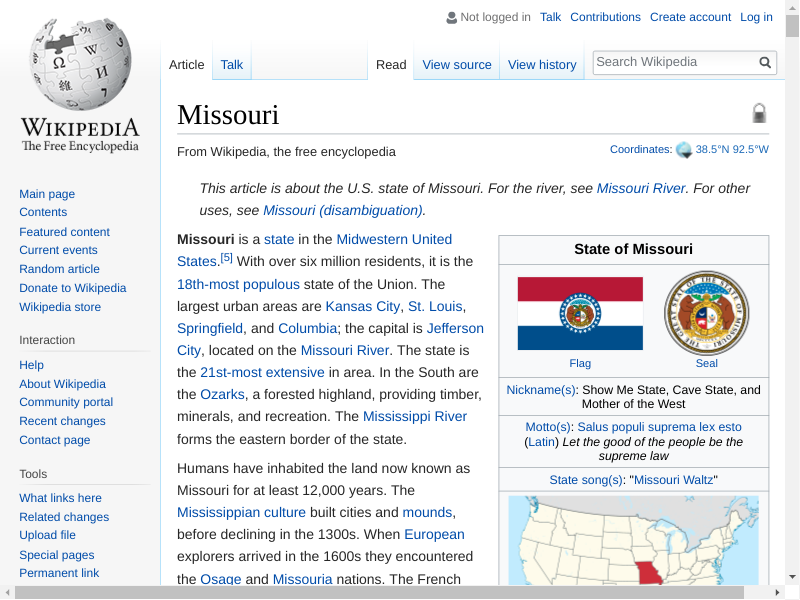 Not logged in Talk Contributions Create account Log in
Article Talk Read View source View history Search Wikipedia
WIKIPEDIA
The Free Encyclopedia
Main page
Contents
Featured content
Current events
Random article
Donate to Wikipedia
Wikipedia store
Interaction
Help
About Wikipedia
Community portal
Recent changes
Contact page
Tools
What links here
Related changes
Upload file
Special pages
Permanent link
Missouri
From Wikipedia, the free encyclopedia
Coordinates: 38.5°N 92.5°W
This article is about the U.S. state of Missouri. For the river, see Missouri River. For other
uses, see Missouri (disambiguation).
Missouri is a state in the Midwestern United
States.[5] With over six million residents, it is the
18th-most populous state of the Union. The
largest urban areas are Kansas City, St. Louis,
Springfield, and Columbia; the capital is Jefferson
City, located on the Missouri River. The state is
the 21st-most extensive in area. In the South are
the Ozarks, a forested highland, providing timber,
minerals, and recreation. The Mississippi River
forms the eastern border of the state.
Humans have inhabited the land now known as
Missouri for at least 12,000 years. The
Mississippian culture built cities and mounds,
before declining in the 1300s. When European
explorers arrived in the 1600s they encountered
the Osage and Missouria nations. The French
State of Missouri
Flag Seal
Nickname(s): Show Me State, Cave State, and
Mother of the West
Motto(s): Salus populi suprema lex esto
(Latin) Let the good of the people be the
supreme law
State song(s): "Missouri Waltz"